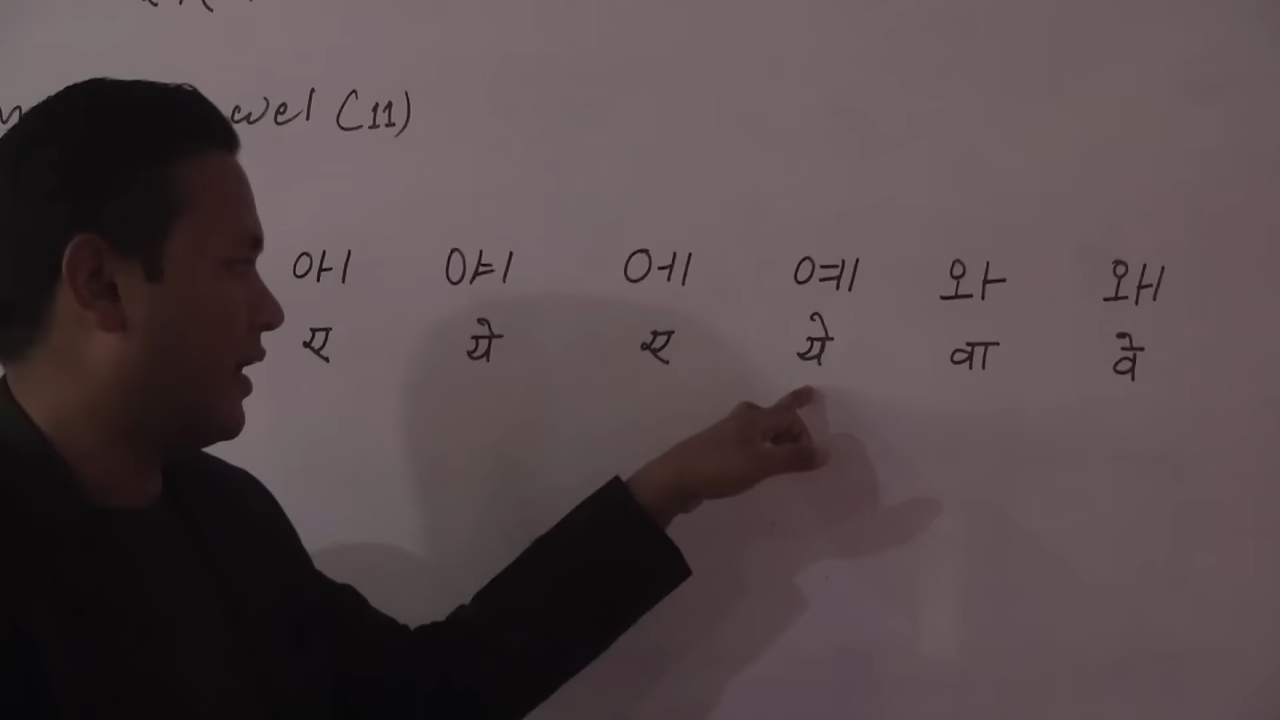 wel (11)
애 얘 에 예 와 왜
ए ये ए ये वा वे